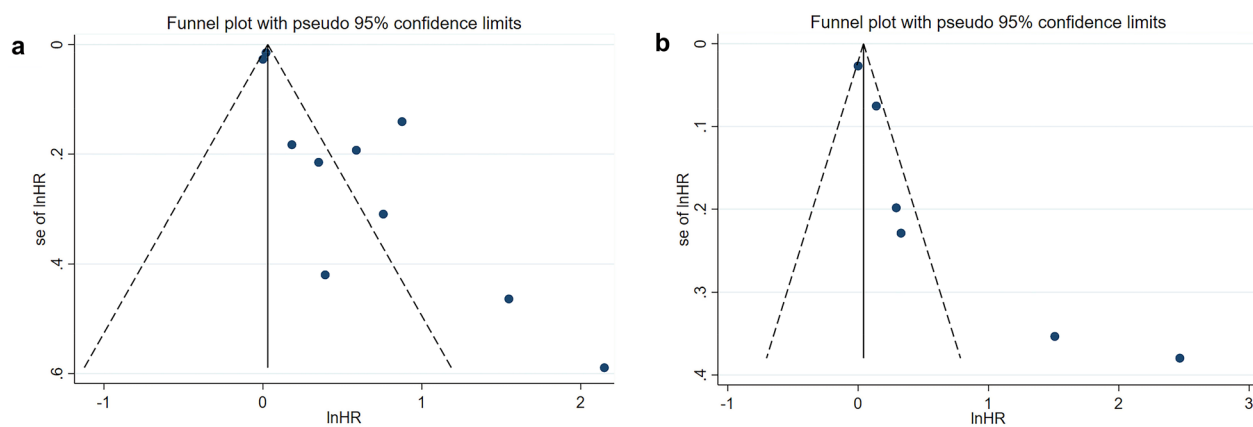 a
Funnel plot with pseudo 95% confidence limits
0
.2
.4
.6
se of lnHR
-1
0
1
2
lnHR
b
Funnel plot with pseudo 95% confidence limits
0
.1
.2
.3
.4
se of lnHR
-1
0
1
2
3
lnHR